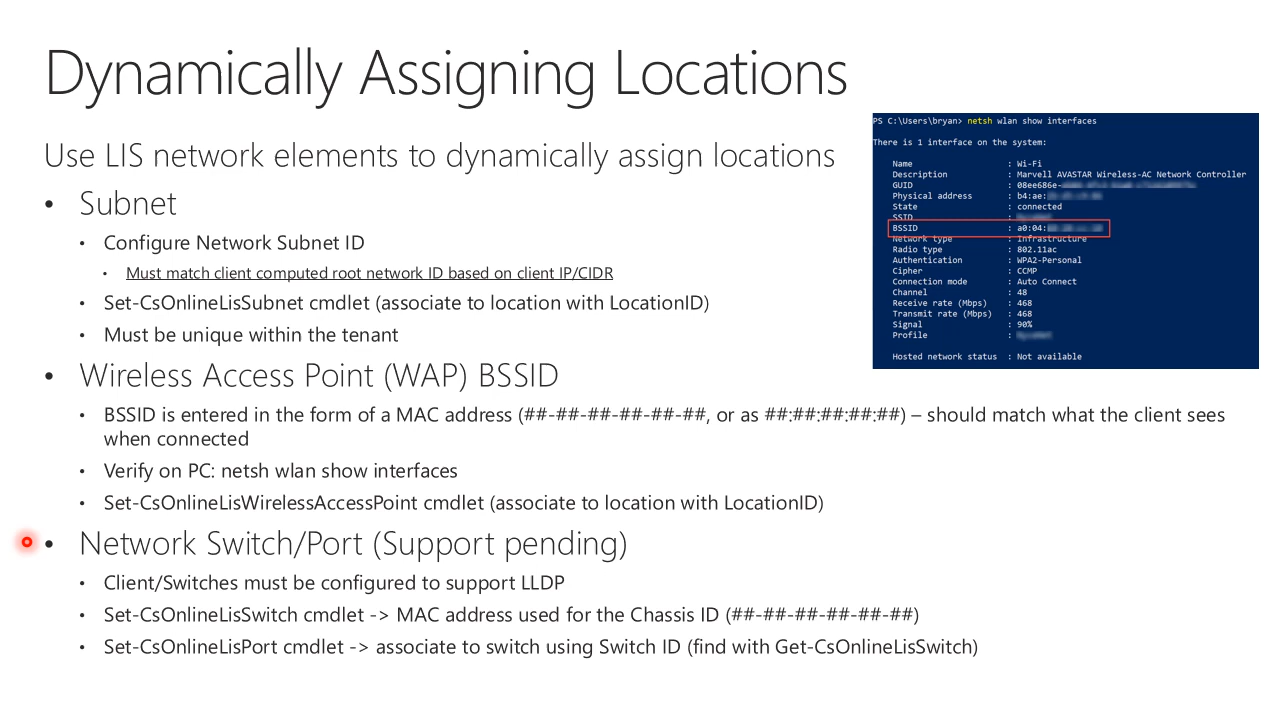 Dynamically Assigning Locations
Use LIS network elements to dynamically assign locations
• Subnet
• Configure Network Subnet ID
• Must match client computed root network ID based on client IP/CIDR
• Set-CsOnlineLisSubnet cmdlet (associate to location with LocationID)
• Must be unique within the tenant
• Wireless Access Point (WAP) BSSID
• BSSID is entered in the form of a MAC address (##-##-##-##-##-##, or as ##:##:##:##:##) – should match what the client sees
when connected
• Verify on PC: netsh wlan show interfaces
• Set-CsOnlineLisWirelessAccessPoint cmdlet (associate to location with LocationID)
• Network Switch/Port (Support pending)
• Client/Switches must be configured to support LLDP
• Set-CsOnlineLisSwitch cmdlet -> MAC address used for the Chassis ID (##-##-##-##-##-##)
• Set-CsOnlineLisPort cmdlet -> associate to switch using Switch ID (find with Get-CsOnlineLisSwitch)
PS C:\Users\bryan> netsh wlan show interfaces
There is 1 interface on the system:
Name : Wi-Fi
Description : Marvell AVASTAR Wireless-AC Network Controller
GUID : 08ee686e-
Physical address : b4:ae:
State : connected
SSID :
BSSID : a0:04:
Network type : Infrastructure
Radio type : 802.11ac
Authentication : WPA2-Personal
Cipher : CCMP
Connection mode : Auto Connect
Channel : 48
Receive rate (Mbps) : 468
Transmit rate (Mbps) : 468
Signal : 90%
Profile :
Hosted network status : Not available